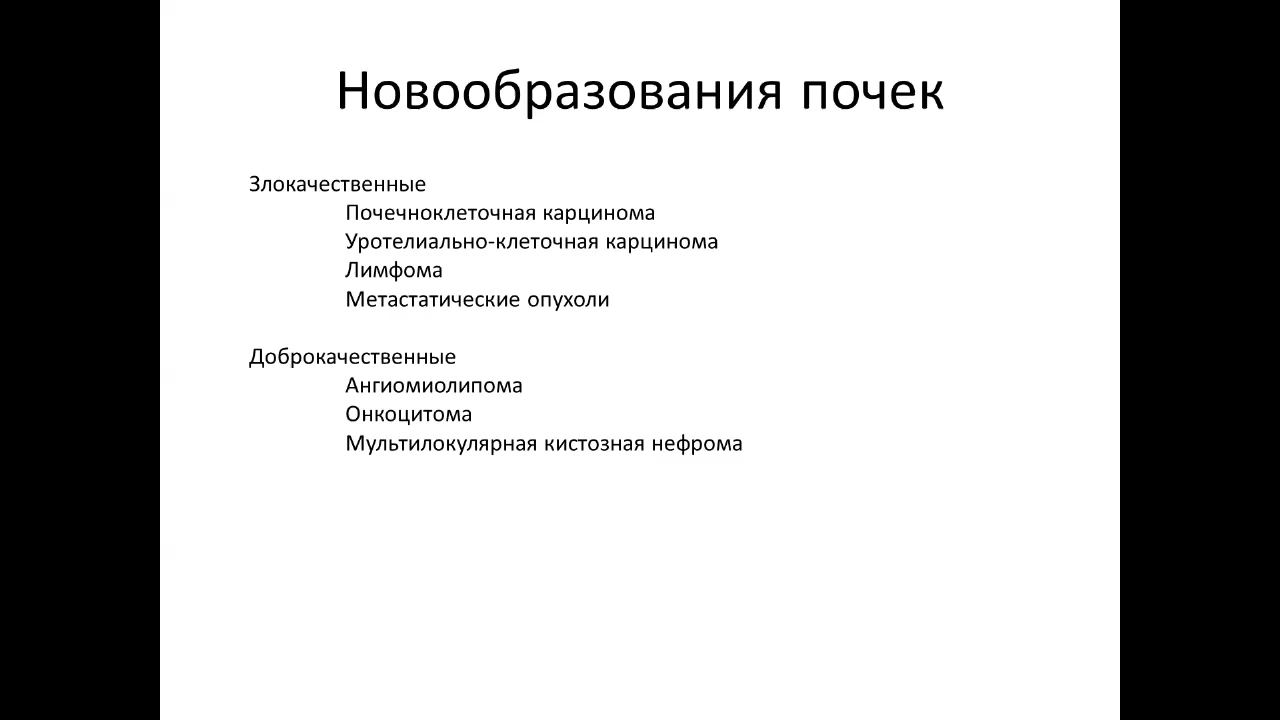 Новообразования почек
Злокачественные
Почечноклеточная карцинома
Уротелиально-клеточная карцинома
Лимфома
Метастатические опухоли
Доброкачественные
Ангиомиолипома
Онкоцитома
Мультилокулярная кистозная нефрома